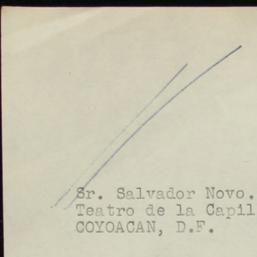 Sr. Salvador Novo.
Teatro de la Capil
COYOACAN, D.F.